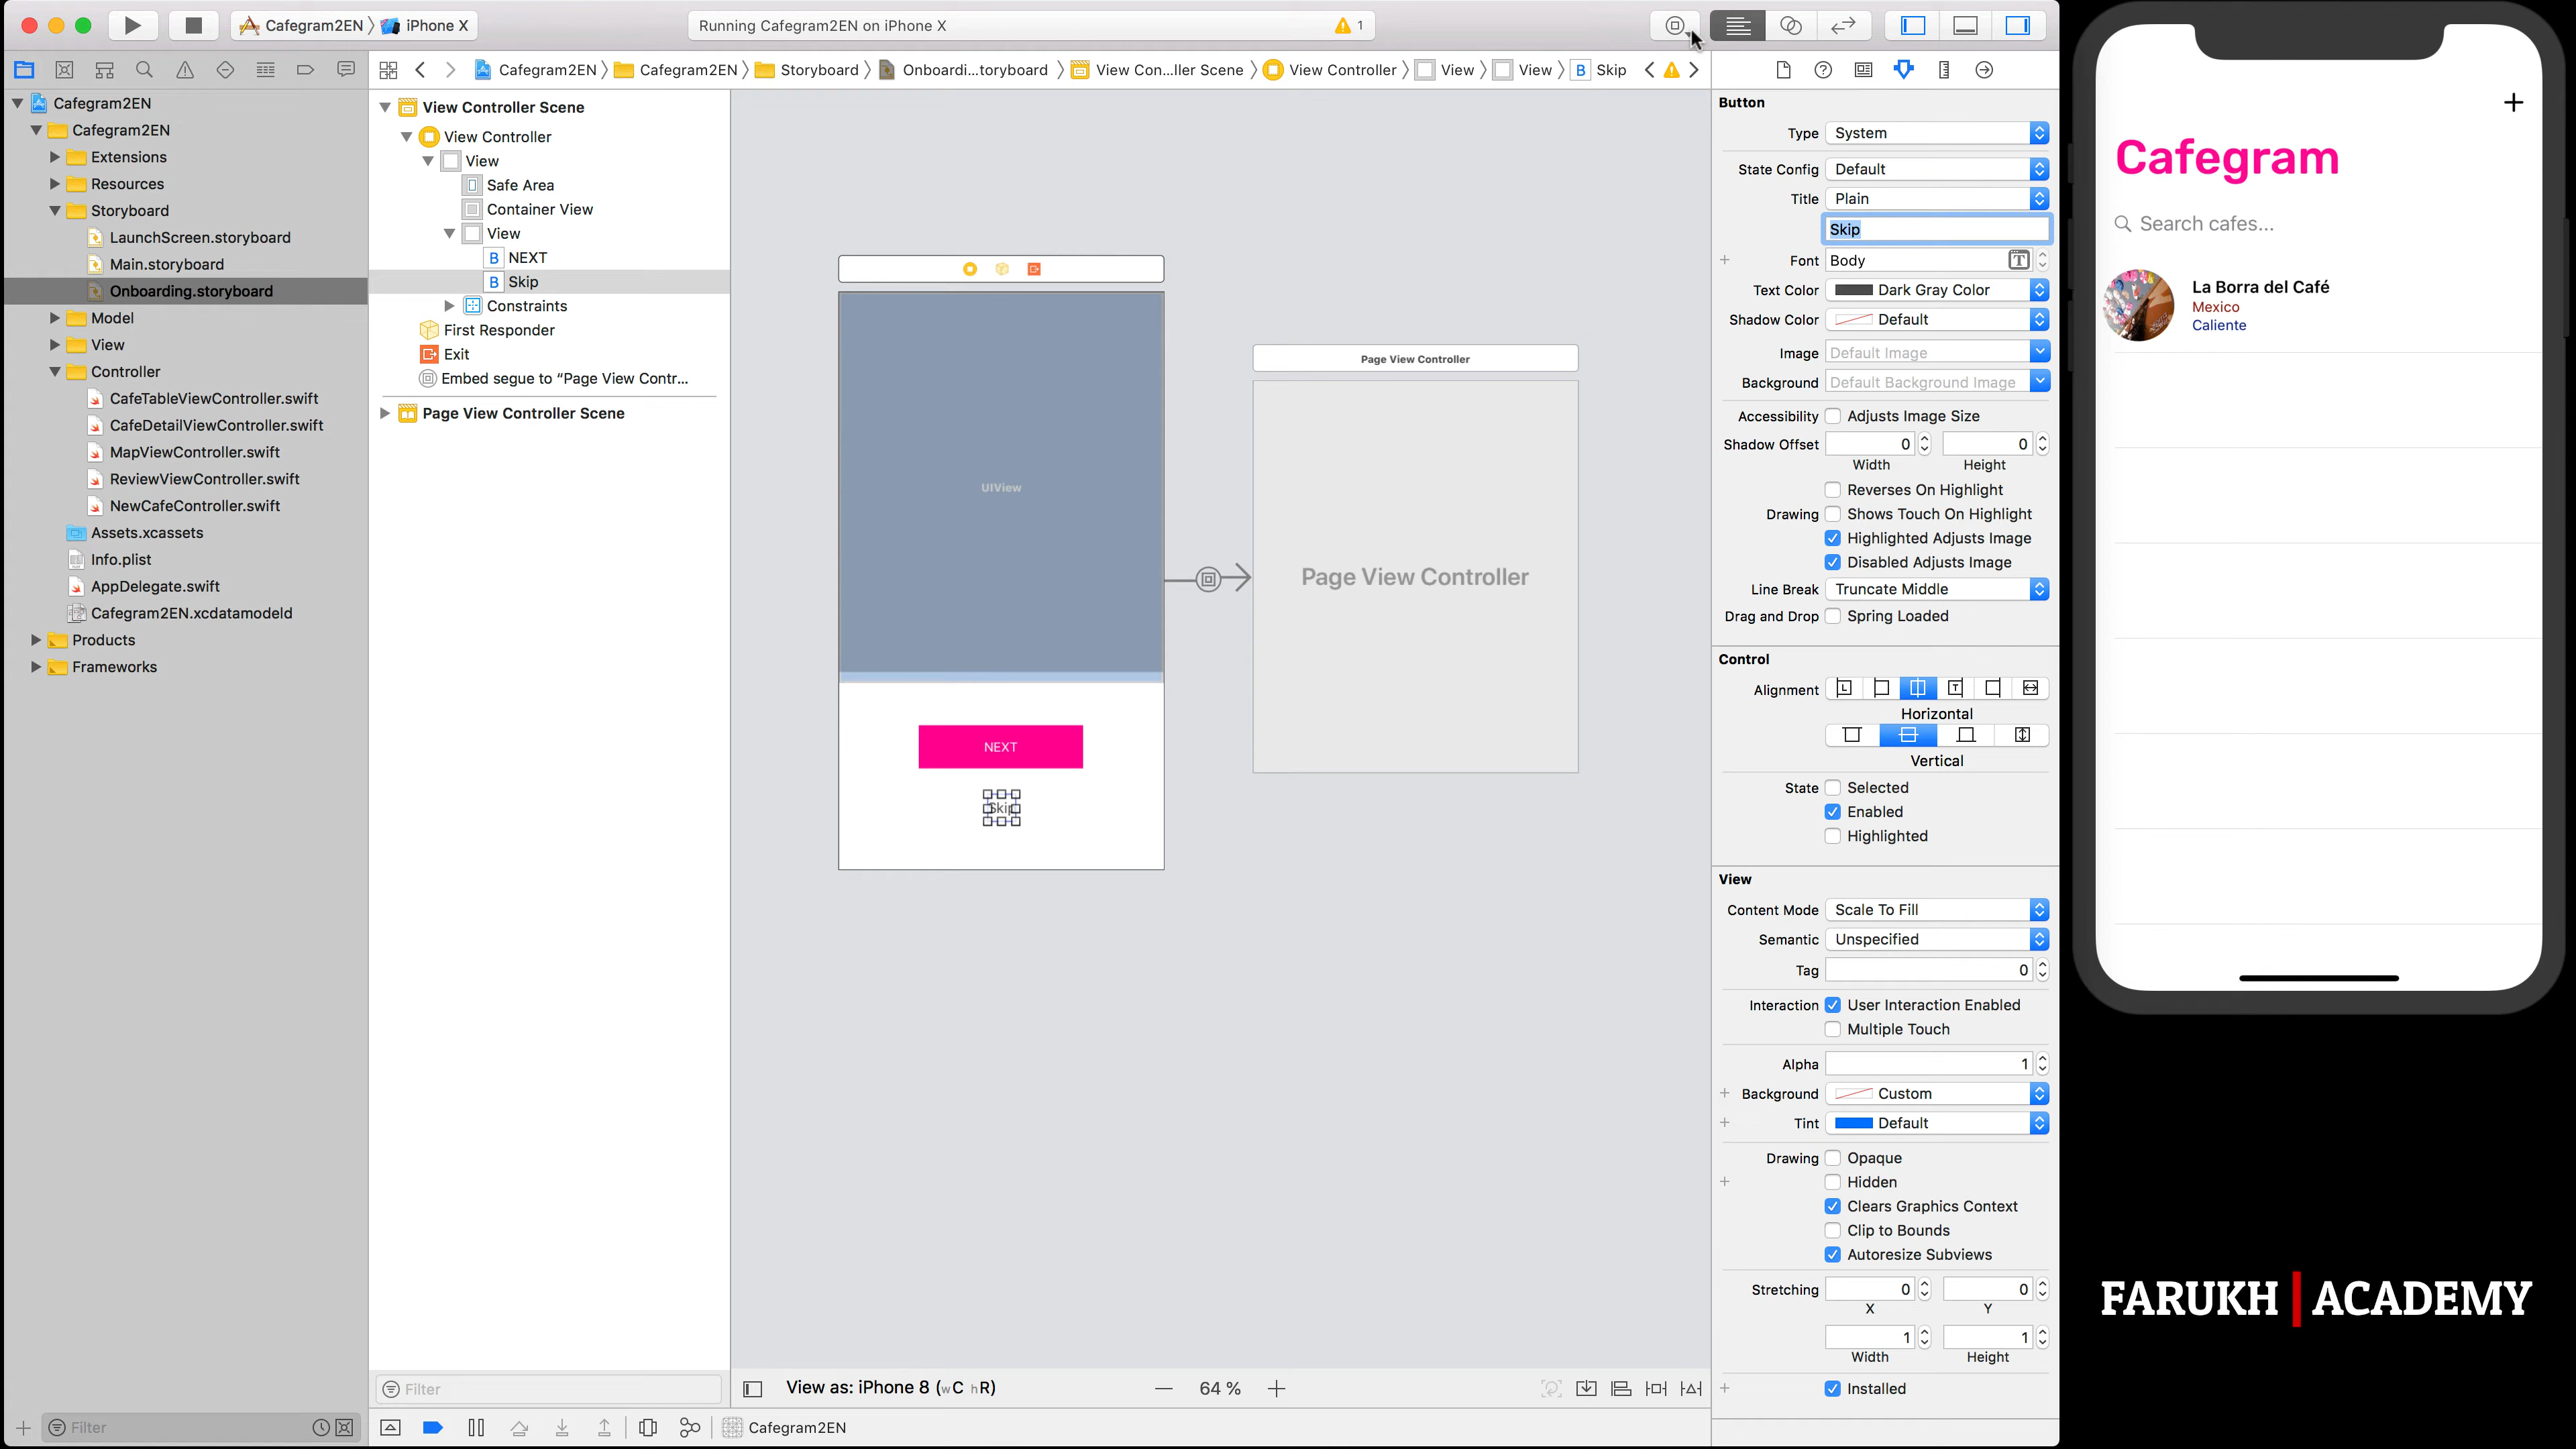 Cafegram2EN
iPhone X
Running Cafegram2EN on iPhone X
1
Cafegram2EN
Cafegram2EN
Storyboard
Onboardi...toryboard
View Con...ller Scene
View Controller
View
View
B
Skip
Cafegram2EN
Cafegram2EN
Extensions
Resources
Storyboard
LaunchScreen.storyboard
Main.storyboard
Onboarding.storyboard
Model
View
Controller
CafeTableViewController.swift
CafeDetailViewController.swift
MapViewController.swift
ReviewViewController.swift
NewCafeController.swift
Assets.xcassets
Info.plist
AppDelegate.swift
Cafegram2EN.xcdatamodeld
Products
Frameworks
Filter
View Controller Scene
View Controller
View
Safe Area
Container View
View
B NEXT
B Skip
Constraints
First Responder
Exit
Embed segue to “Page View Contr...
Page View Controller Scene
Filter
UIView
NEXT
Skip
Page View Controller
Page View Controller
View as: iPhone 8 (wC hR)
64 %
Cafegram2EN
Button
Type System
State Config Default
Title Plain
Skip
Font Body
Text Color Dark Gray Color
Shadow Color Default
Image Default Image
Background Default Background Image
Accessibility Adjusts Image Size
Shadow Offset 0 0
Width Height
Reverses On Highlight
Drawing Shows Touch On Highlight
Highlighted Adjusts Image
Disabled Adjusts Image
Line Break Truncate Middle
Drag and Drop Spring Loaded
Control
Alignment
Horizontal
Vertical
State Selected
Enabled
Highlighted
View
Content Mode Scale To Fill
Semantic Unspecified
Tag 0
Interaction User Interaction Enabled
Multiple Touch
Alpha 1
Background Custom
Tint Default
Drawing Opaque
Hidden
Clears Graphics Context
Clip to Bounds
Autoresize Subviews
Stretching 0 0
X Y
1 1
Width Height
Installed
Cafegram
Search cafes...
La Borra del Café
Mexico
Caliente
FARUKH | ACADEMY